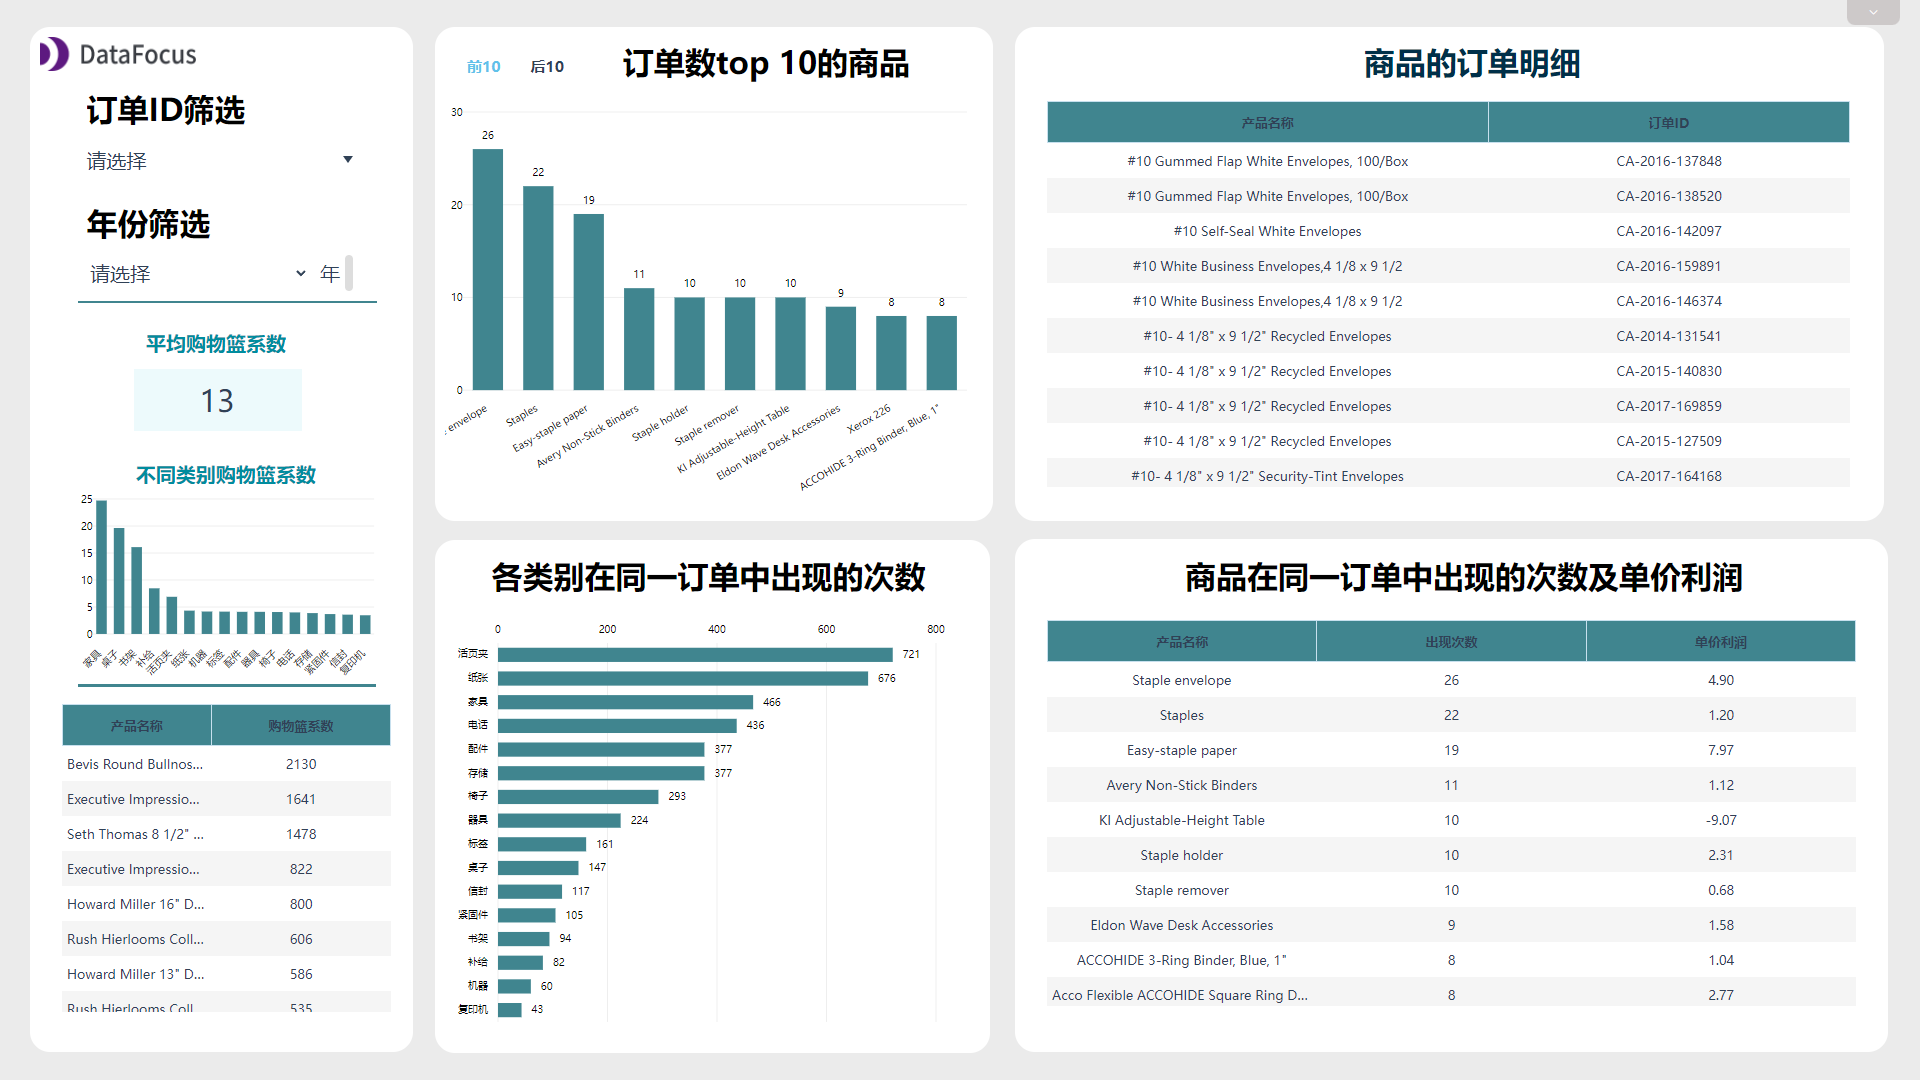 DataFocus
订单ID筛选
请选择
年份筛选
请选择 年
平均购物篮系数
13
不同类别购物篮系数
25
20
15
10
5
0
家具 桌子 书架 补给 活页夹 纸张 机器 标签 配件 器具 椅子 电话 存储 紧固件 信封 复印机
产品名称 购物篮系数
Bevis Round Bullnos... 2130
Executive Impressio... 1641
Seth Thomas 8 1/2" ... 1478
Executive Impressio... 822
Howard Miller 16" D... 800
Rush Hierlooms Coll... 606
Howard Miller 13" D... 586
Rush Hierlooms Coll 535
前10 后10 订单数top 10的商品
30
20
10
0
26 22 19 11 10 10 10 9 8 8
envelope
Staples
Easy-staple paper
Avery Non-Stick Binders
Staple holder
Staple remover
KI Adjustable-Height Table
Eldon Wave Desk Accessories
Xerox 226
ACCOHIDE 3-Ring Binder, Blue, 1"
商品的订单明细
产品名称 订单ID
#10 Gummed Flap White Envelopes, 100/Box CA-2016-137848
#10 Gummed Flap White Envelopes, 100/Box CA-2016-138520
#10 Self-Seal White Envelopes CA-2016-142097
#10 White Business Envelopes,4 1/8 x 9 1/2 CA-2016-159891
#10 White Business Envelopes,4 1/8 x 9 1/2 CA-2016-146374
#10- 4 1/8" x 9 1/2" Recycled Envelopes CA-2014-131541
#10- 4 1/8" x 9 1/2" Recycled Envelopes CA-2015-140830
#10- 4 1/8" x 9 1/2" Recycled Envelopes CA-2017-169859
#10- 4 1/8" x 9 1/2" Recycled Envelopes CA-2015-127509
#10- 4 1/8" x 9 1/2" Security-Tint Envelopes CA-2017-164168
各类别在同一订单中出现的次数
0 200 400 600 800
活页夹 721
纸张 676
家具 466
电话 436
配件 377
存储 377
椅子 293
器具 224
标签 161
桌子 147
信封 117
紧固件 105
书架 94
补给 82
机器 60
复印机 43
商品在同一订单中出现的次数及单价利润
产品名称 出现次数 单价利润
Staple envelope 26 4.90
Staples 22 1.20
Easy-staple paper 19 7.97
Avery Non-Stick Binders 11 1.12
KI Adjustable-Height Table 10 -9.07
Staple holder 10 2.31
Staple remover 10 0.68
Eldon Wave Desk Accessories 9 1.58
ACCOHIDE 3-Ring Binder, Blue, 1" 8 1.04
Acco Flexible ACCOHIDE Square Ring D... 8 2.77